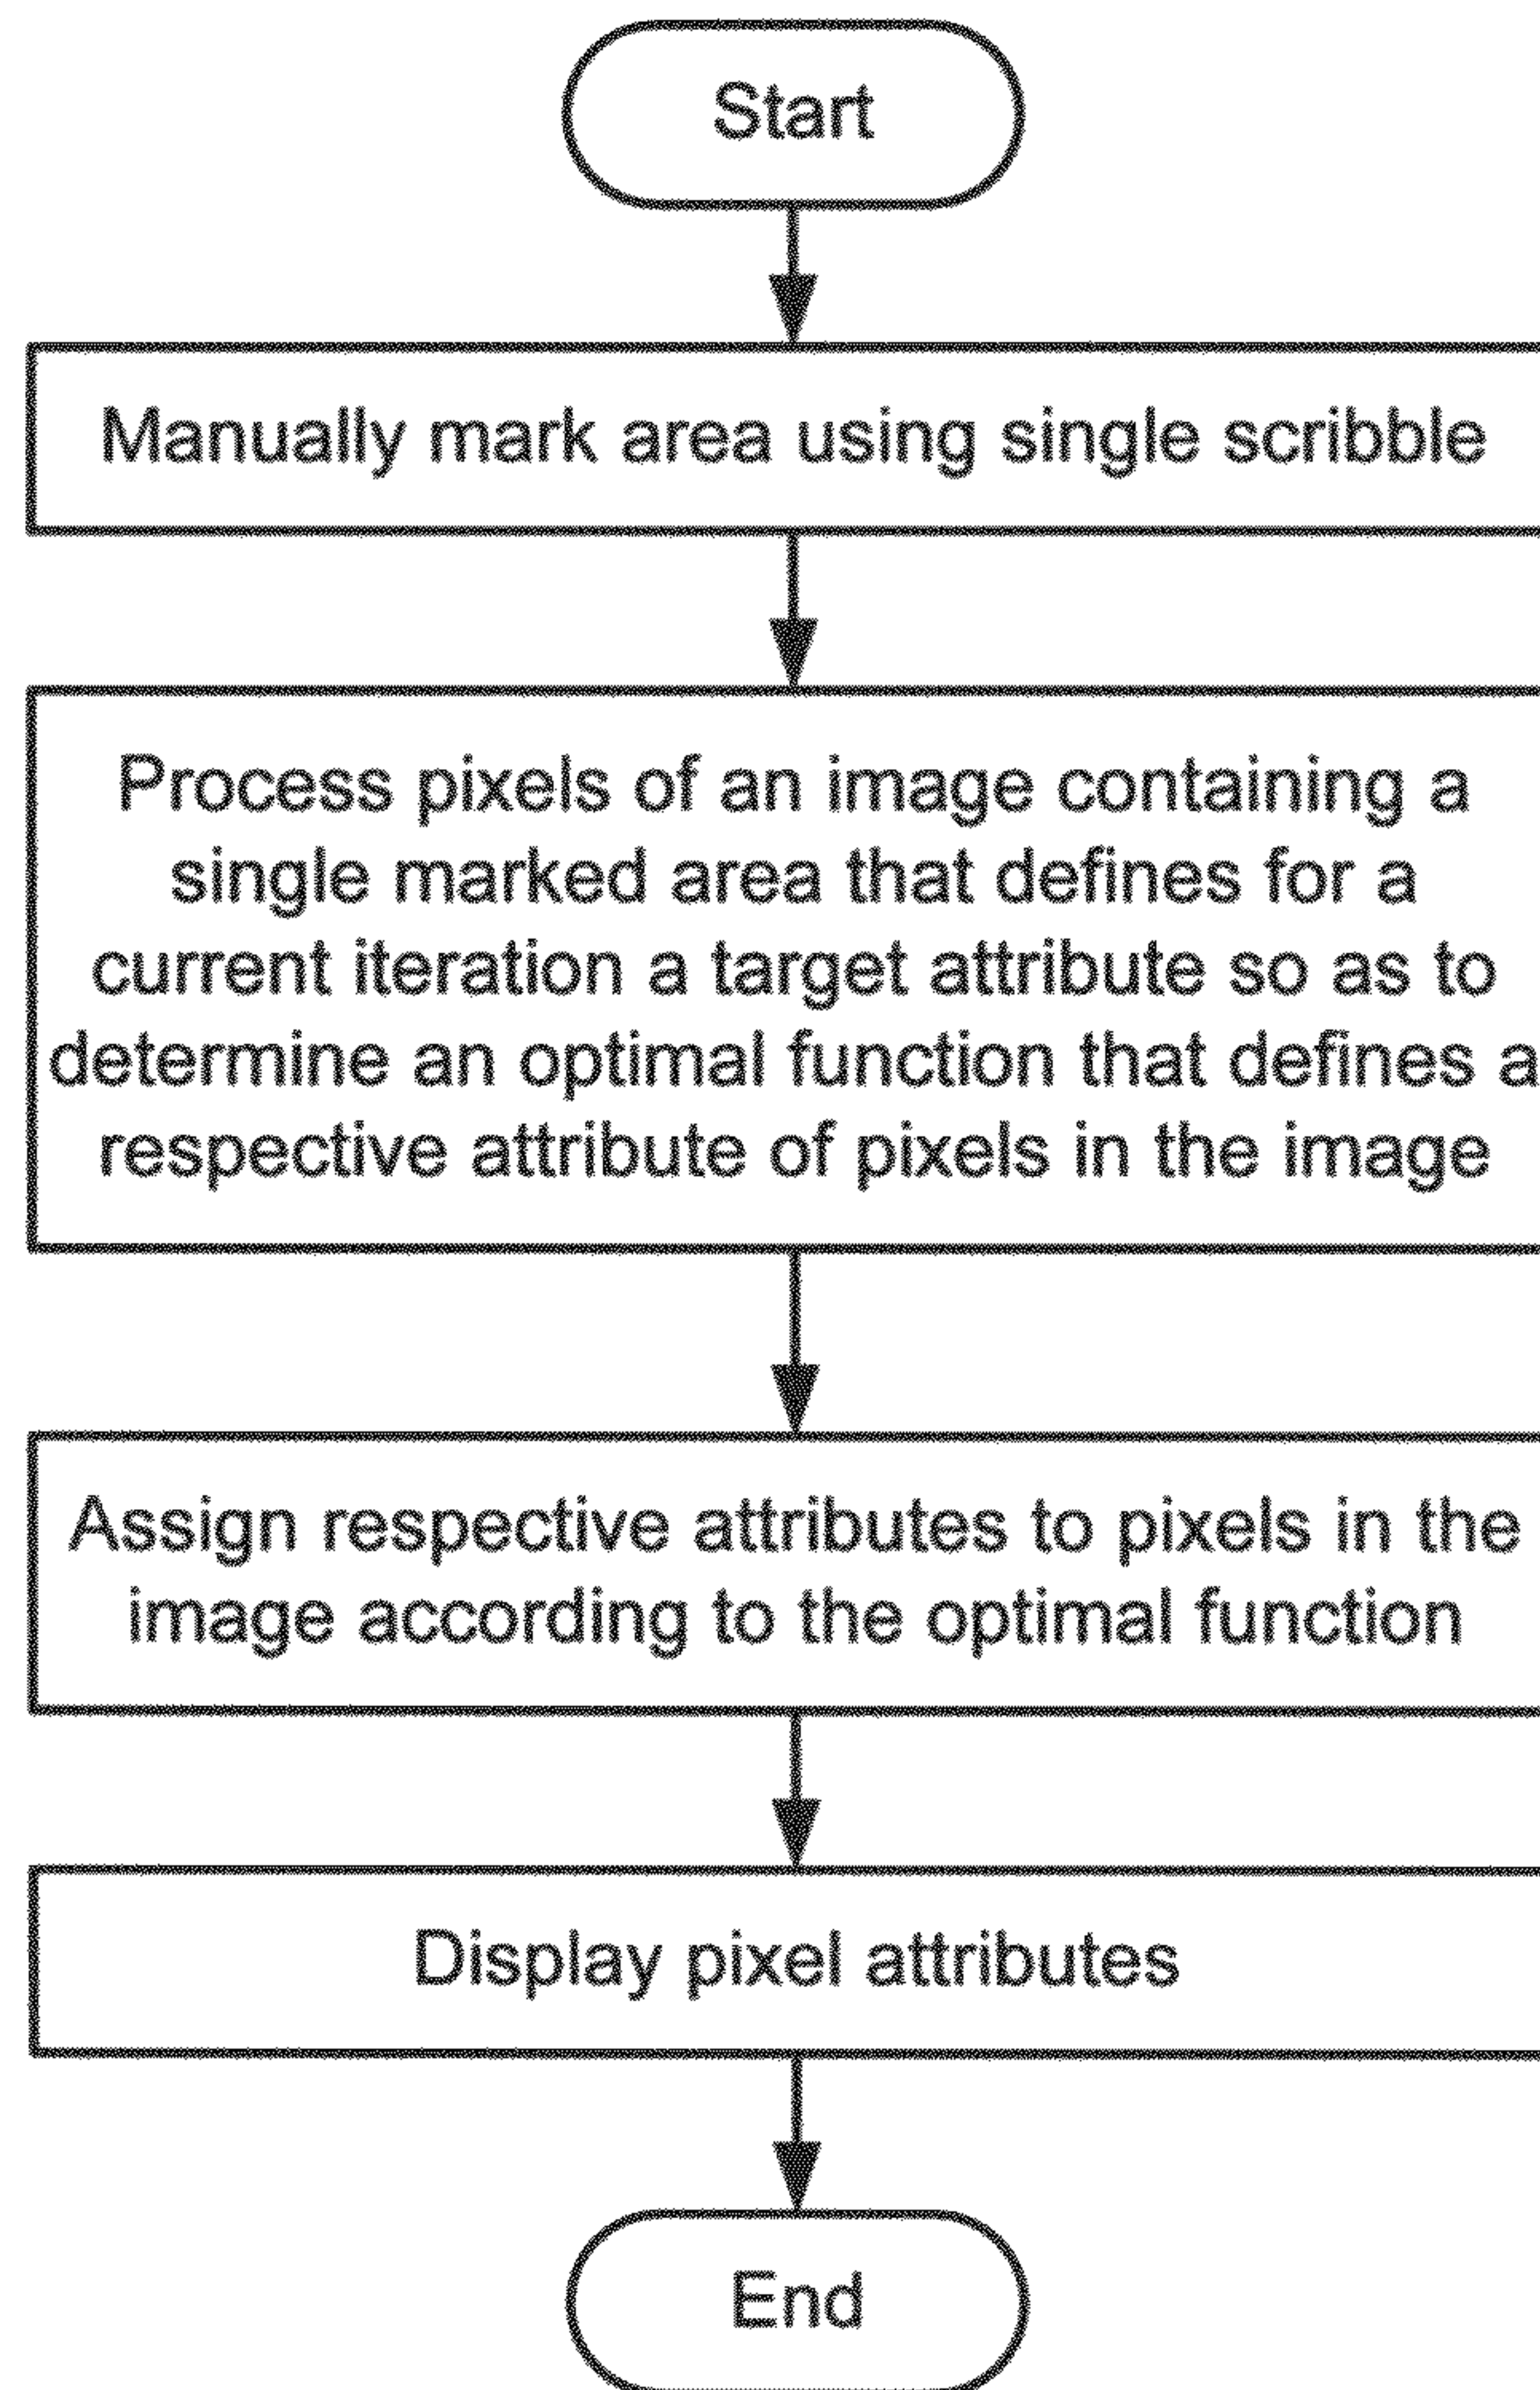 Start
Manually mark area using single scribble
Process pixels of an image containing a
single marked area that defines for a
current iteration a target attribute so as to
determine an optimal function that defines a
respective attribute of pixels in the image
Assign respective attributes to pixels in the
image according to the optimal function
Display pixel attributes
End